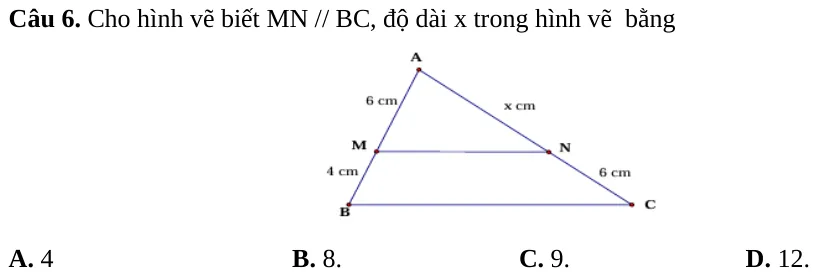 Câu 6. Cho hình vẽ biết MN // BC, độ dài x trong hình vẽ bằng
A
6 cm
x cm
M
N
4 cm
6 cm
B
C
A. 4 B. 8. C. 9. D. 12.